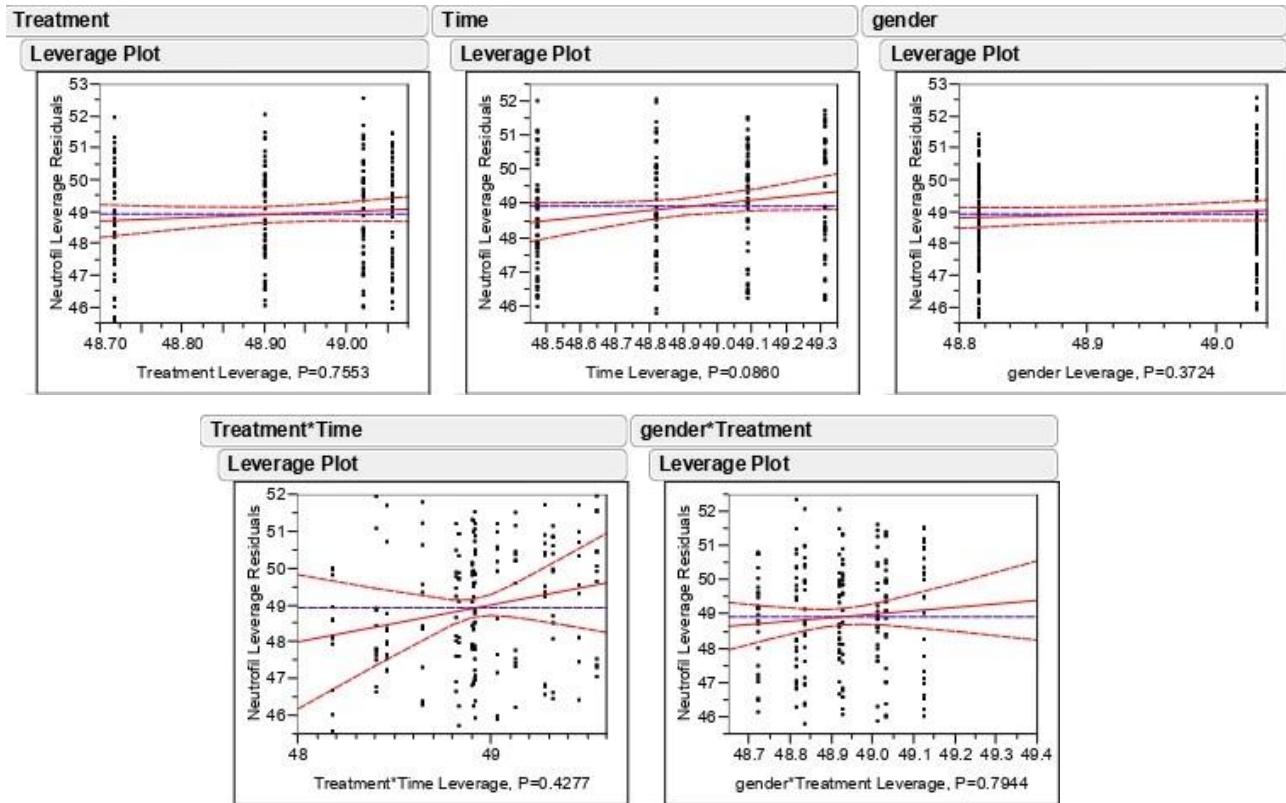 Treatment
Leverage Plot
Neutrofil Leverage Residuals
53
52
51
50
49
48
47
46
48.70 48.80 48.90 49.00
Treatment Leverage, P=0.7553
Time
Leverage Plot
Neutrofil Leverage Residuals
52
51
50
49
48
47
46
48.5 48.6 48.7 48.8 48.9 49.0 49.1 49.2 49.3
Time Leverage, P=0.0860
gender
Leverage Plot
Neutrofil Leverage Residuals
53
52
51
50
49
48
47
46
48.8 48.9 49.0
gender Leverage, P=0.3724
Treatment*Time
Leverage Plot
Neutrofil Leverage Residuals
52
51
50
49
48
47
46
48 49
Treatment*Time Leverage, P=0.4277
gender*Treatment
Leverage Plot
Neutrofil Leverage Residuals
52
51
50
49
48
47
46
48.7 48.8 48.9 49.0 49.1 49.2 49.3 49.4
gender*Treatment Leverage, P=0.7944